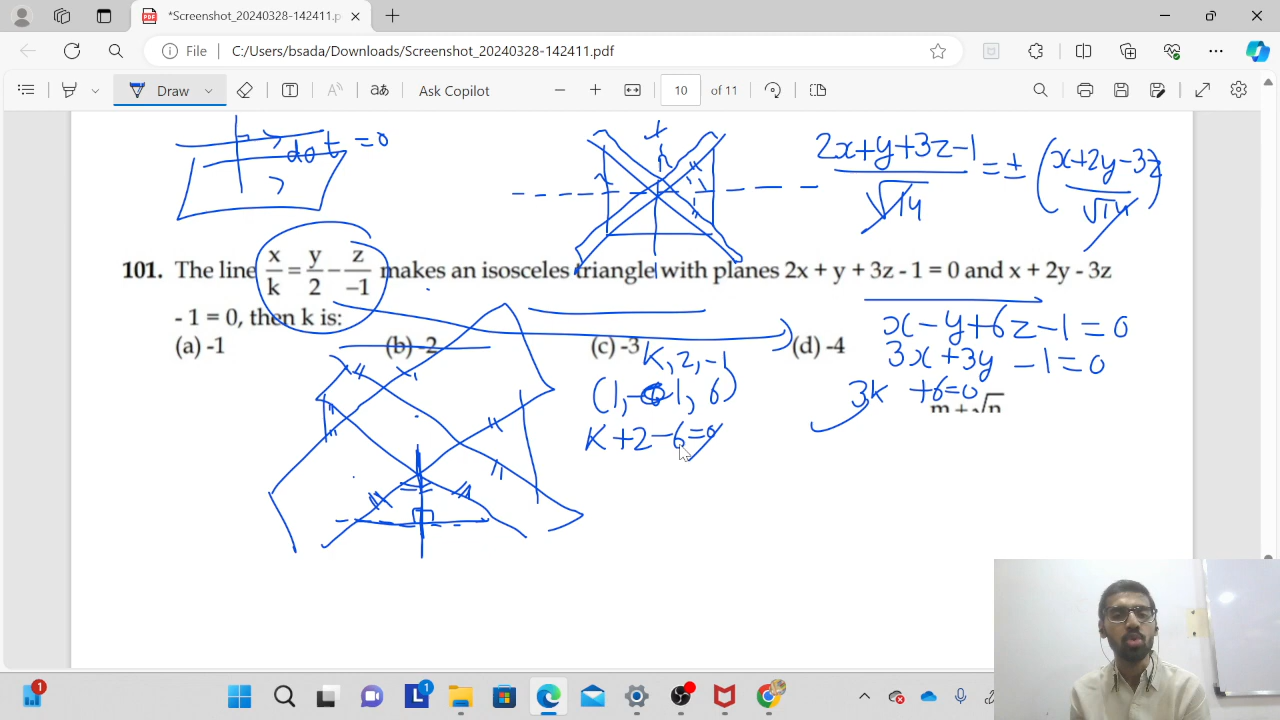 *Screenshot_20240328-142411.p
File
C:/Users/bsada/Downloads/Screenshot_20240328-142411.pdf
Draw
Ask Copilot
10 of 11
dot = 0
2x+y+3z-1 = ± (x+2y-3z
√14 √14
101. The line x/k = y/2 - z/-1 makes an isosceles triangle with planes 2x + y + 3z - 1 = 0 and x + 2y - 3z
- 1 = 0, then k is:
(a) -1 (b) -2 (c) -3 (d) -4
x-y+6z-1=0
3x+3y -1=0
3k +6=0
m + √n
K, 2, -1
(1, -1, 6)
K+2-6=0
1
1